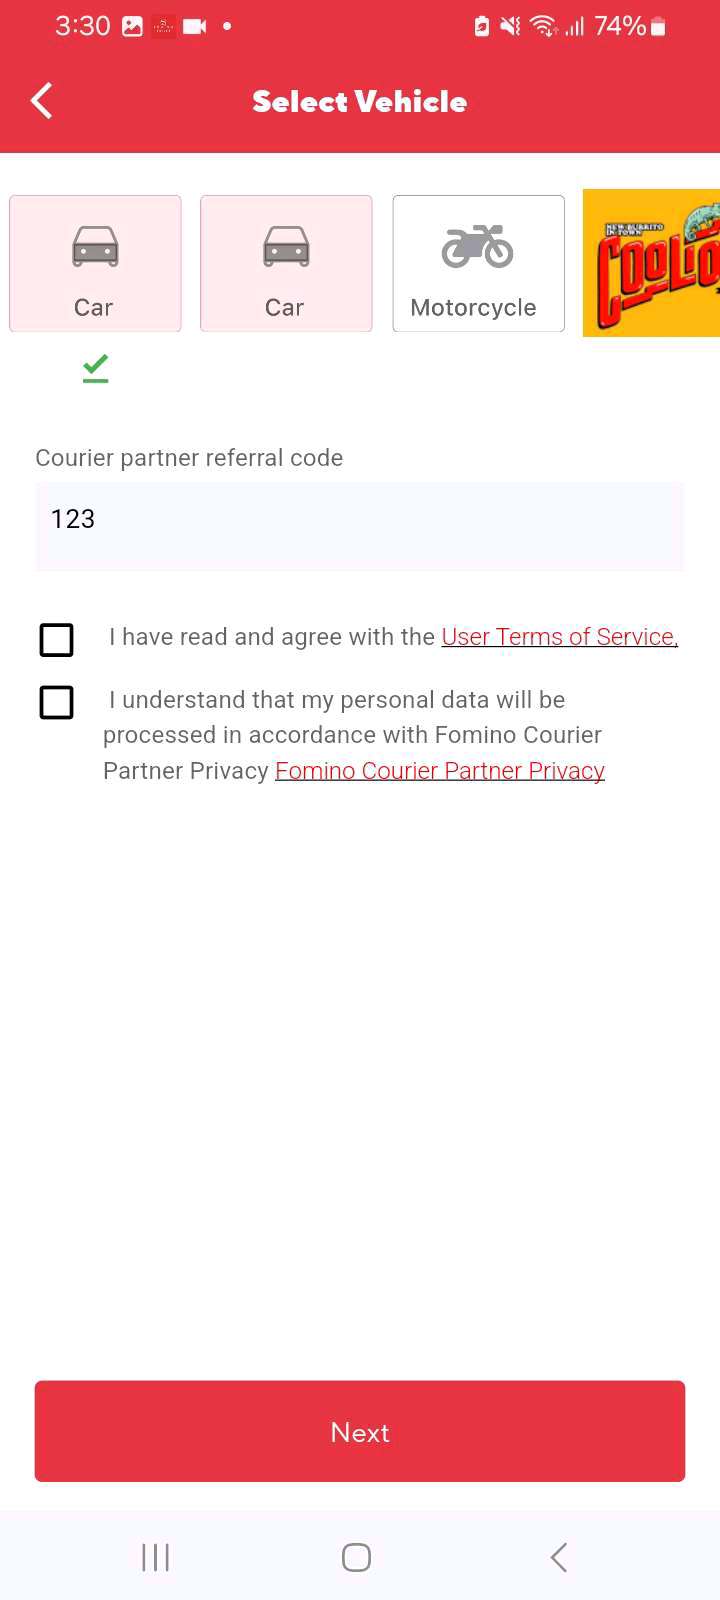 3:30
74%
Select Vehicle
Car
Car
Motorcycle
NEW BURRITO
IN TOWN
COOLIO
Courier partner referral code
123
I have read and agree with the User Terms of Service,
I understand that my personal data will be
processed in accordance with Fomino Courier
Partner Privacy Fomino Courier Partner Privacy
Next